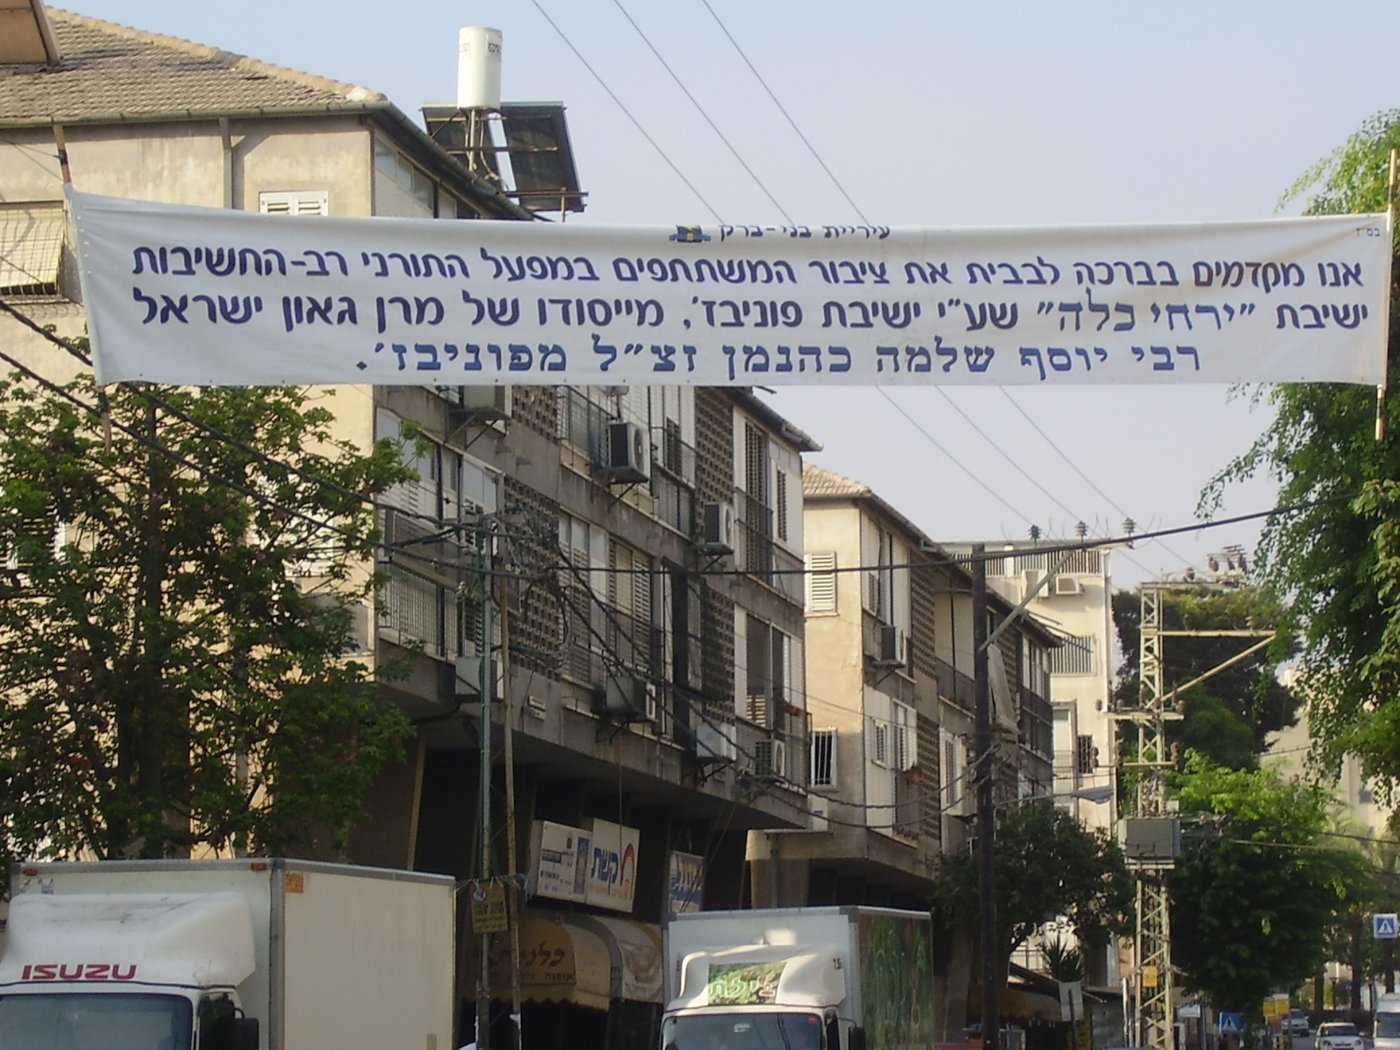 בס"ד
עיריית בני-ברק
אנו מקדמים בברכה לבבית את ציבור המשתתפים במפעל התורני רב-החשיבות
ישיבת "ירחי כלה" שע"י ישיבת פוניבז', מייסודו של מרן גאון ישראל
רבי יוסף שלמה כהנמן זצ"ל מפוניבז'.
קשת
ISUZU